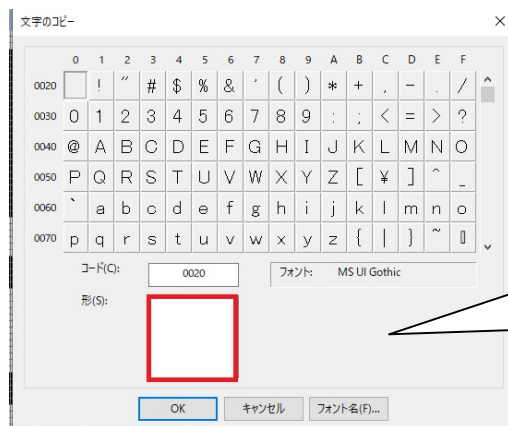 文字のコピー ×
0 1 2 3 4 5 6 7 8 9 A B C D E F
0020 ! " # $ % & ' ( ) * + , - . /
0030 0 1 2 3 4 5 6 7 8 9 : ; < = > ?
0040 @ A B C D E F G H I J K L M N O
0050 P Q R S T U V W X Y Z [ ¥ ] ^ _
0060 ` a b c d e f g h i j k l m n o
0070 p q r s t u v w x y z { | } ~ ▯
コード(C): 0020 フォント: MS UI Gothic
形(S):
OK キャンセル フォント名(F)...